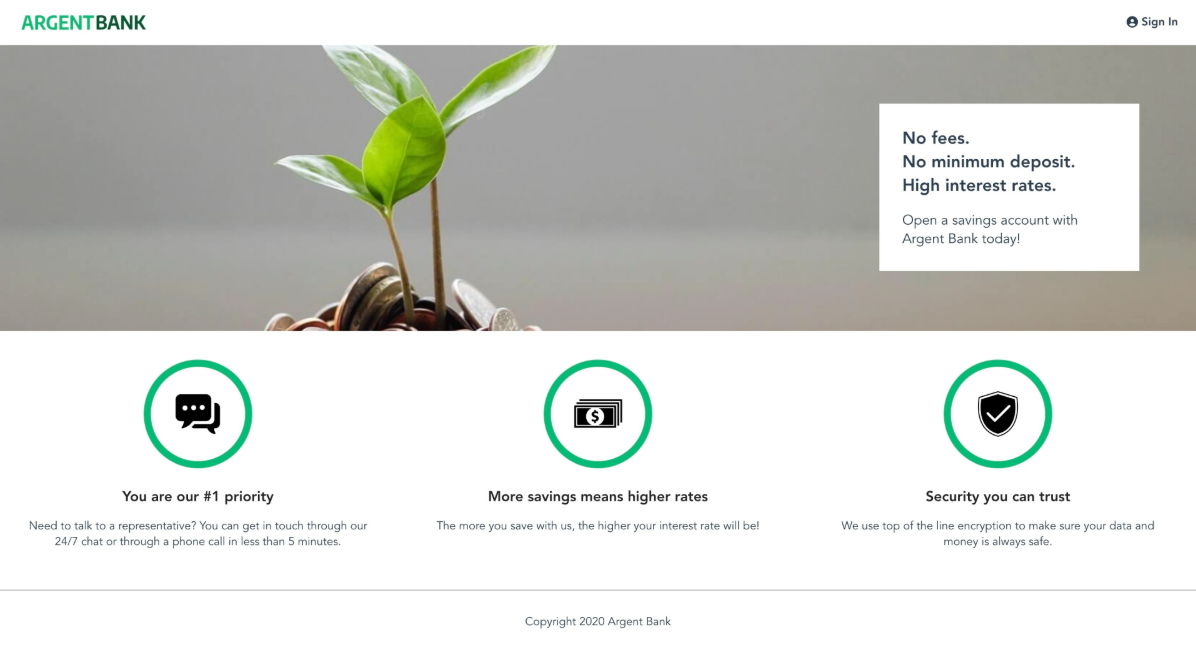 ARGENTBANK
Sign In
No fees.
No minimum deposit.
High interest rates.
Open a savings account with
Argent Bank today!
You are our #1 priority
Need to talk to a representative? You can get in touch through our
24/7 chat or through a phone call in less than 5 minutes.
More savings means higher rates
The more you save with us, the higher your interest rate will be!
Security you can trust
We use top of the line encryption to make sure your data and
money is always safe.
Copyright 2020 Argent Bank